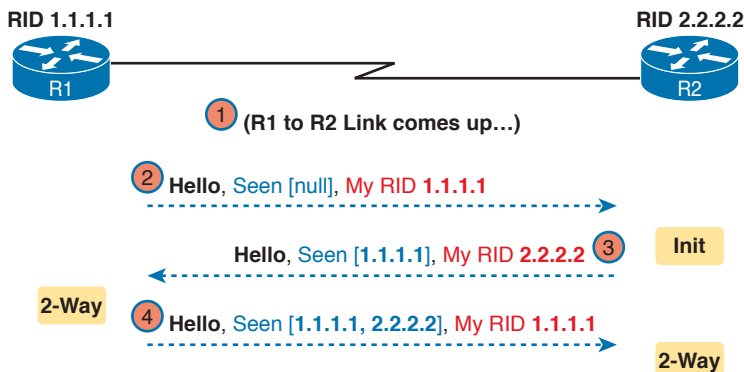 RID 1.1.1.1
RID 2.2.2.2
R1
R2
1 (R1 to R2 Link comes up...)
2 Hello, Seen [null], My RID 1.1.1.1
Hello, Seen [1.1.1.1], My RID 2.2.2.2 3
Init
2-Way
4 Hello, Seen [1.1.1.1, 2.2.2.2], My RID 1.1.1.1
2-Way